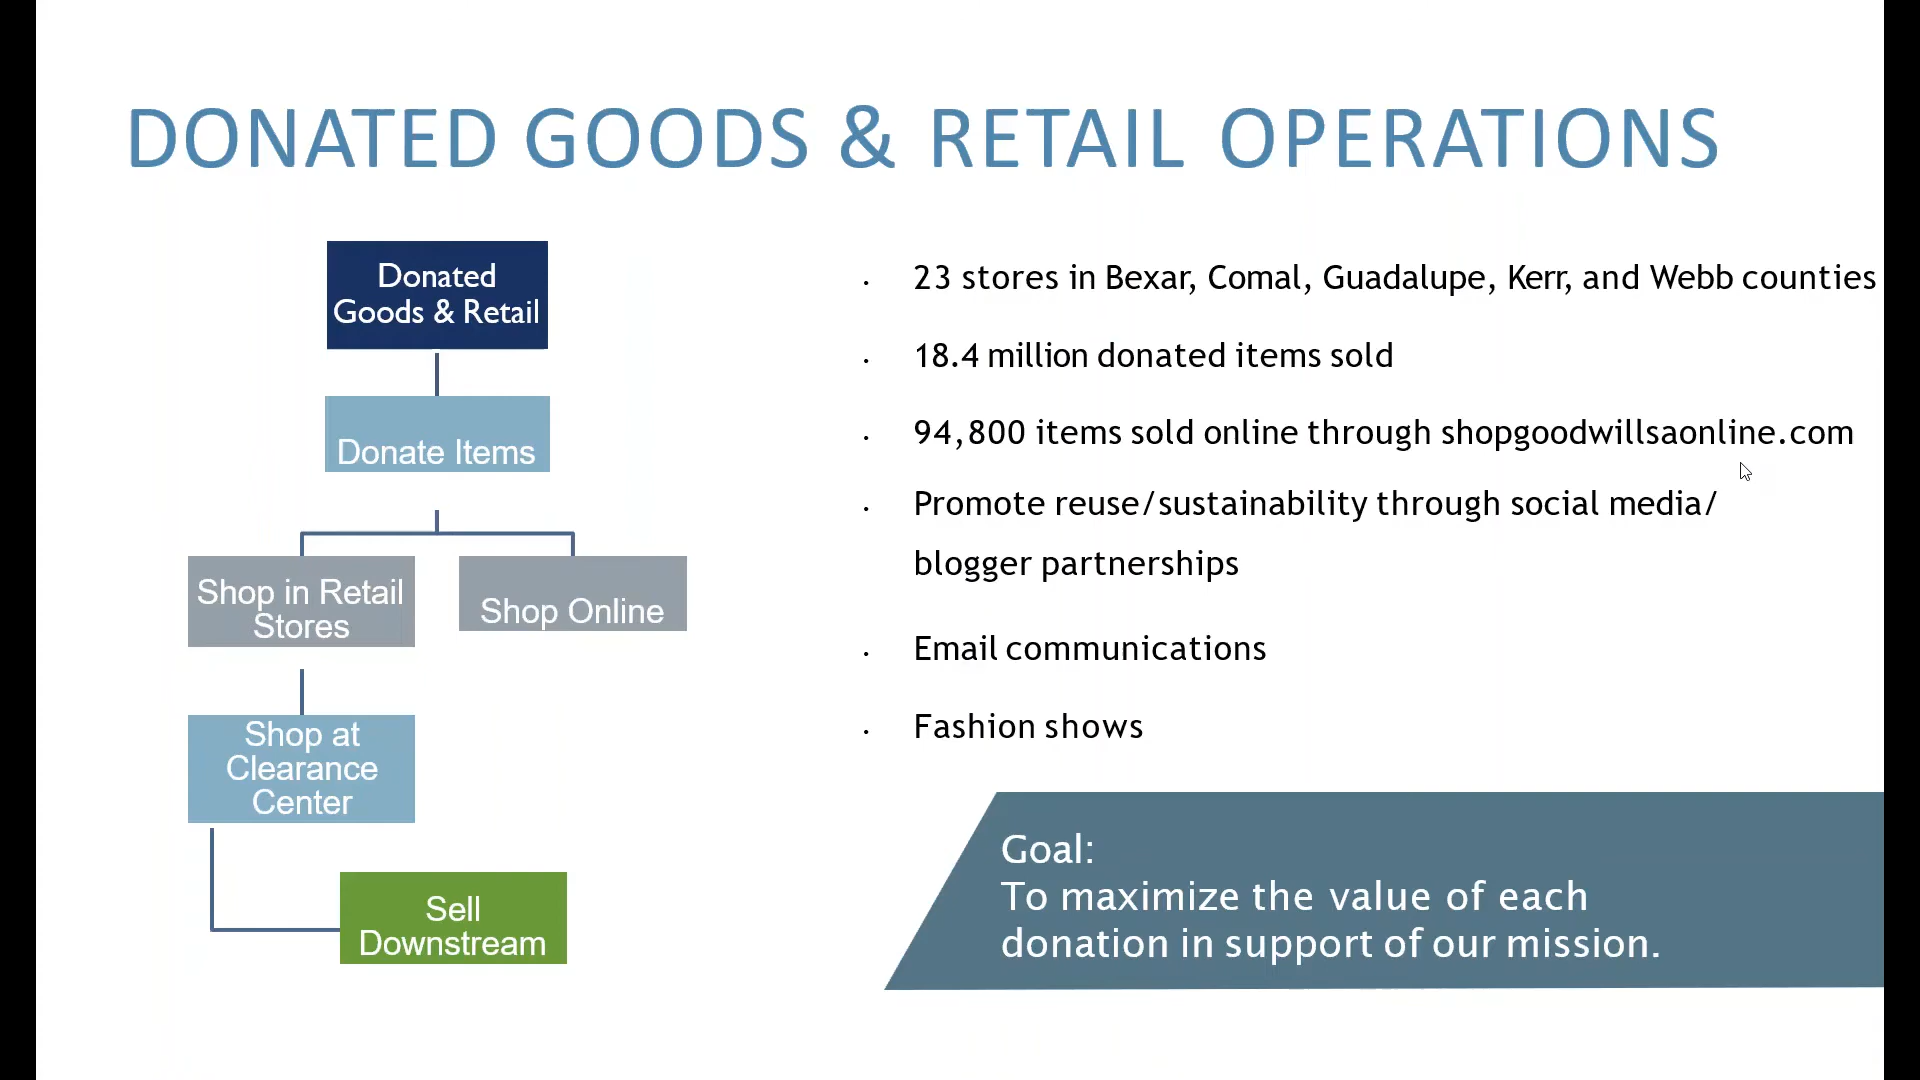 DONATED GOODS & RETAIL OPERATIONS
Donated
Goods & Retail
Donate Items
Shop in Retail
Stores
Shop Online
Shop at
Clearance
Center
Sell
Downstream
• 23 stores in Bexar, Comal, Guadalupe, Kerr, and Webb counties
• 18.4 million donated items sold
• 94,800 items sold online through shopgoodwillsaonline.com
• Promote reuse/sustainability through social media/
blogger partnerships
• Email communications
• Fashion shows
Goal:
To maximize the value of each
donation in support of our mission.